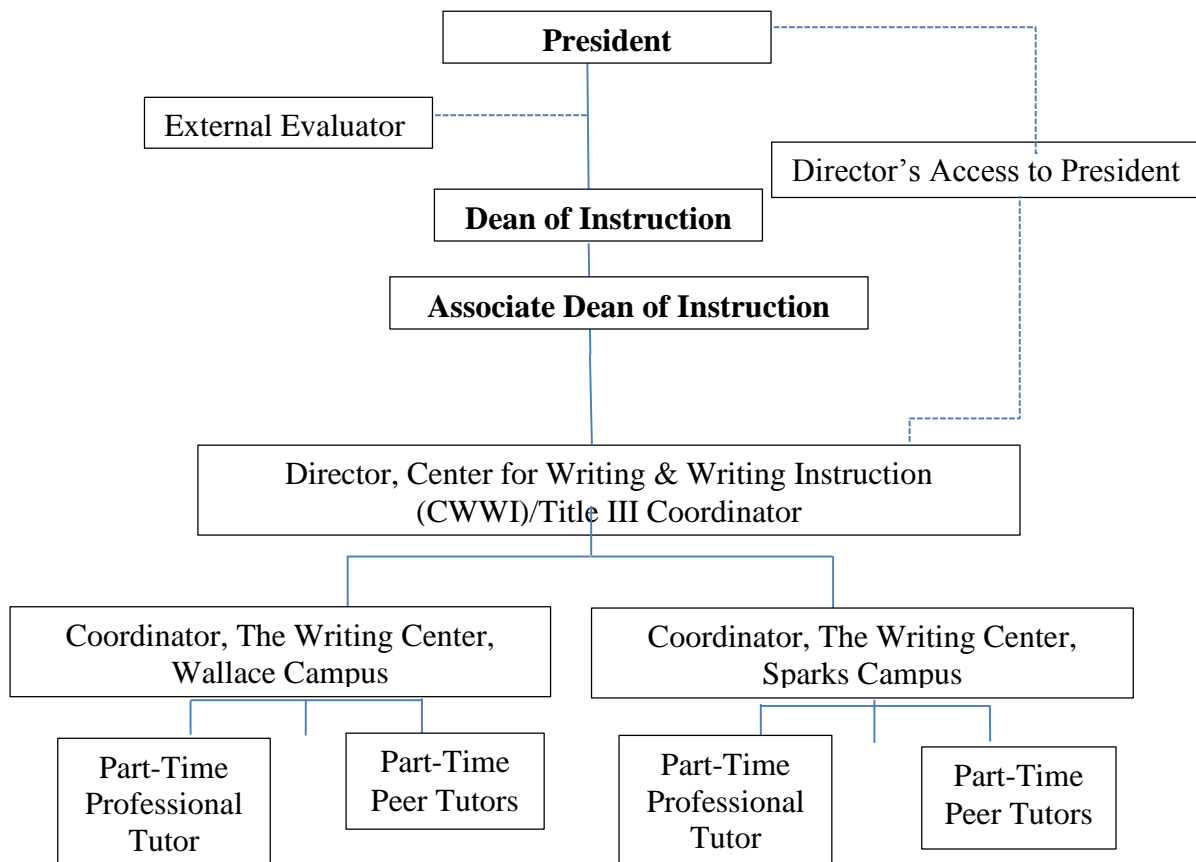 President
External Evaluator
Director’s Access to President
Dean of Instruction
Associate Dean of Instruction
Director, Center for Writing & Writing Instruction
(CWWI)/Title III Coordinator
Coordinator, The Writing Center,
Wallace Campus
Coordinator, The Writing Center,
Sparks Campus
Part-Time
Professional
Tutor
Part-Time
Peer Tutors
Part-Time
Professional
Tutor
Part-Time
Peer Tutors